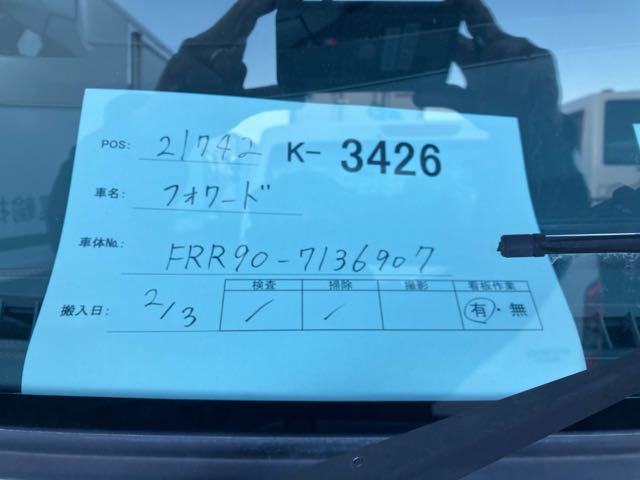 POS: 21742 K- 3426
車名: フォワード
車体No.: FRR90-7136907
搬入日: 2/3
検査 掃除 撮影 看板作業
有・無